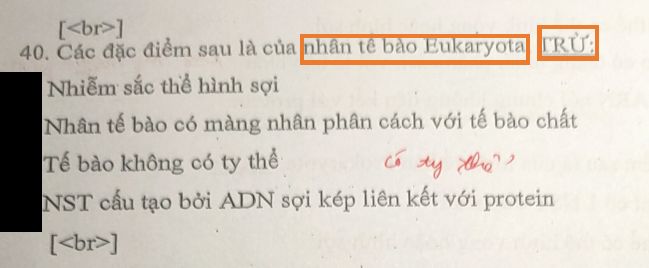 [<br>]
40. Các đặc điểm sau là của nhân tế bào Eukaryota TRỪ:
Nhiễm sắc thể hình sợi
Nhân tế bào có màng nhân phân cách với tế bào chất
Tế bào không có ty thể có ty thể
NST cấu tạo bởi ADN sợi kép liên kết với protein
[<br>]